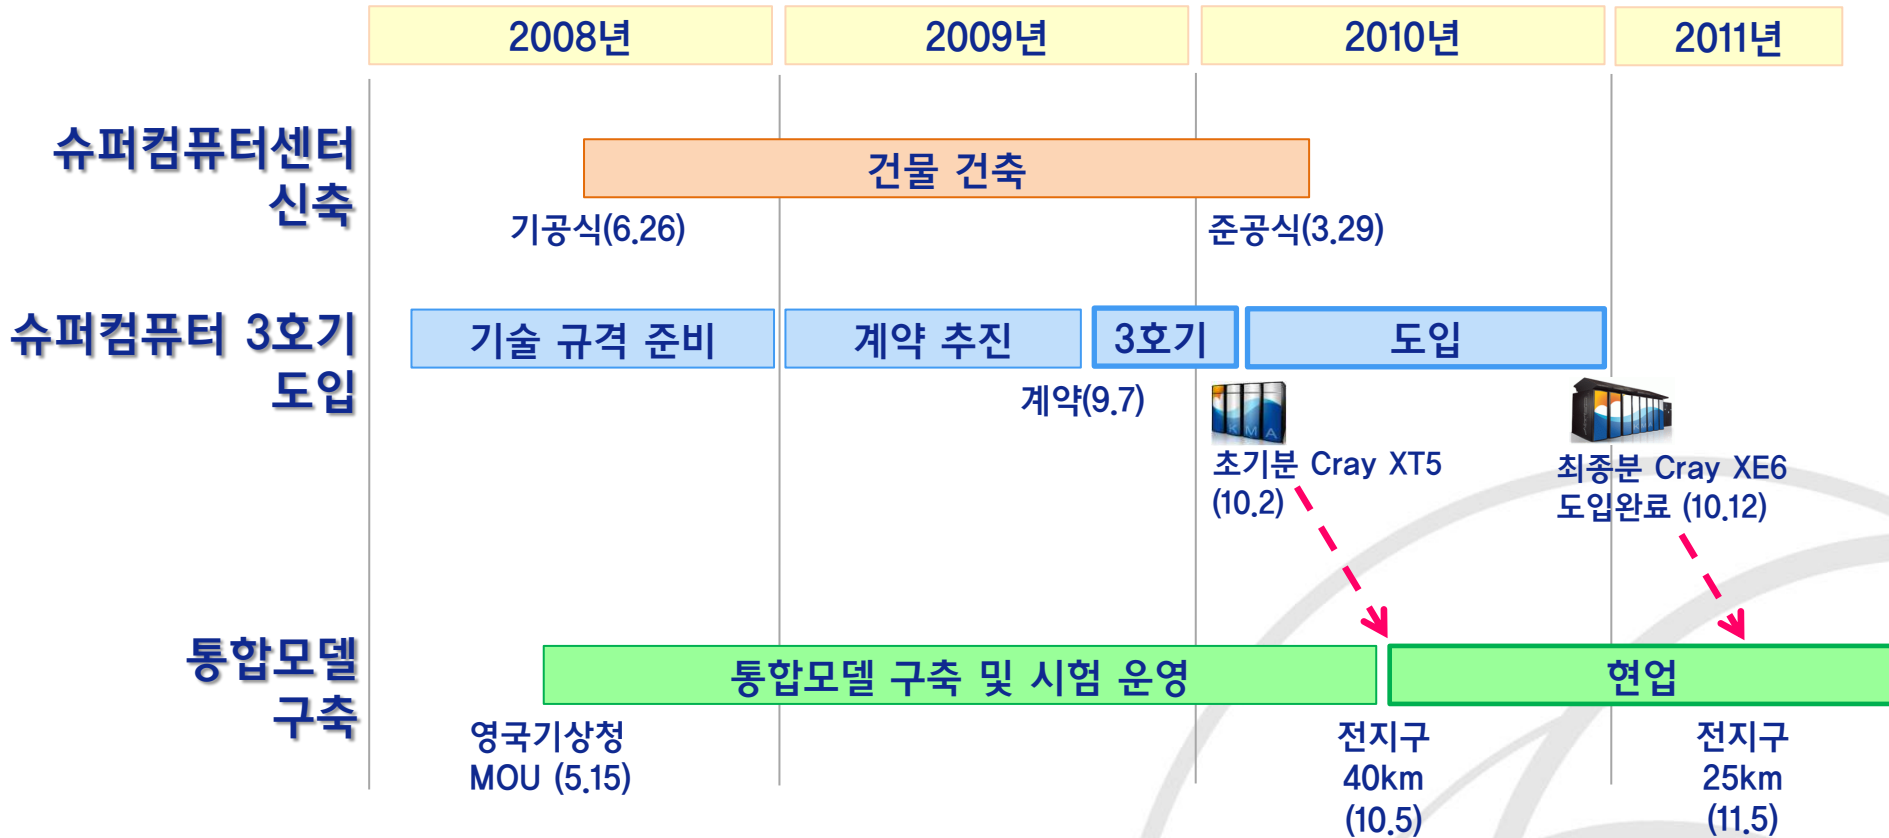 2008년
2009년
2010년
2011년
슈퍼컴퓨터센터
신축
건물 건축
기공식(6.26)
준공식(3.29)
슈퍼컴퓨터 3호기
도입
기술 규격 준비
계약 추진
3호기
도입
계약(9.7)
KMA
초기분 Cray XT5
(10.2)
최종분 Cray XE6
도입완료 (10.12)
통합모델
구축
통합모델 구축 및 시험 운영
현업
영국기상청
MOU (5.15)
전지구
40km
(10.5)
전지구
25km
(11.5)